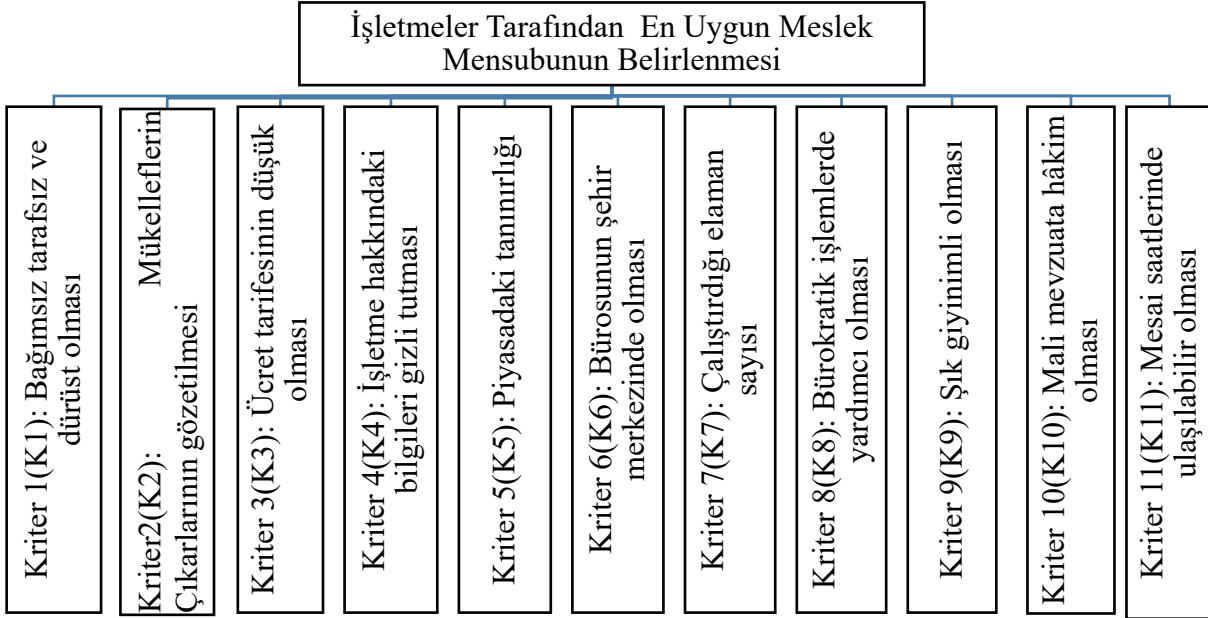 İşletmeler Tarafından En Uygun Meslek
Mensubunun Belirlenmesi
Kriter 1(K1): Bağımsız tarafsız ve
dürüst olması
Kriter2(K2): Mükelleflerin
Çıkarlarının gözetilmesi
Kriter 3(K3): Ücret tarifesinin düşük
olması
Kriter 4(K4): İşletme hakkındaki
bilgileri gizli tutması
Kriter 5(K5): Piyasadaki tanınırlığı
Kriter 6(K6): Bürosunun şehir
merkezinde olması
Kriter 7(K7): Çalıştırdığı elaman
sayısı
Kriter 8(K8): Bürokratik işlemlerde
yardımcı olması
Kriter 9(K9): Şık giyinimli olması
Kriter 10(K10): Mali mevzuata hâkim
olması
Kriter 11(K11): Mesai saatlerinde
ulaşılabilir olması